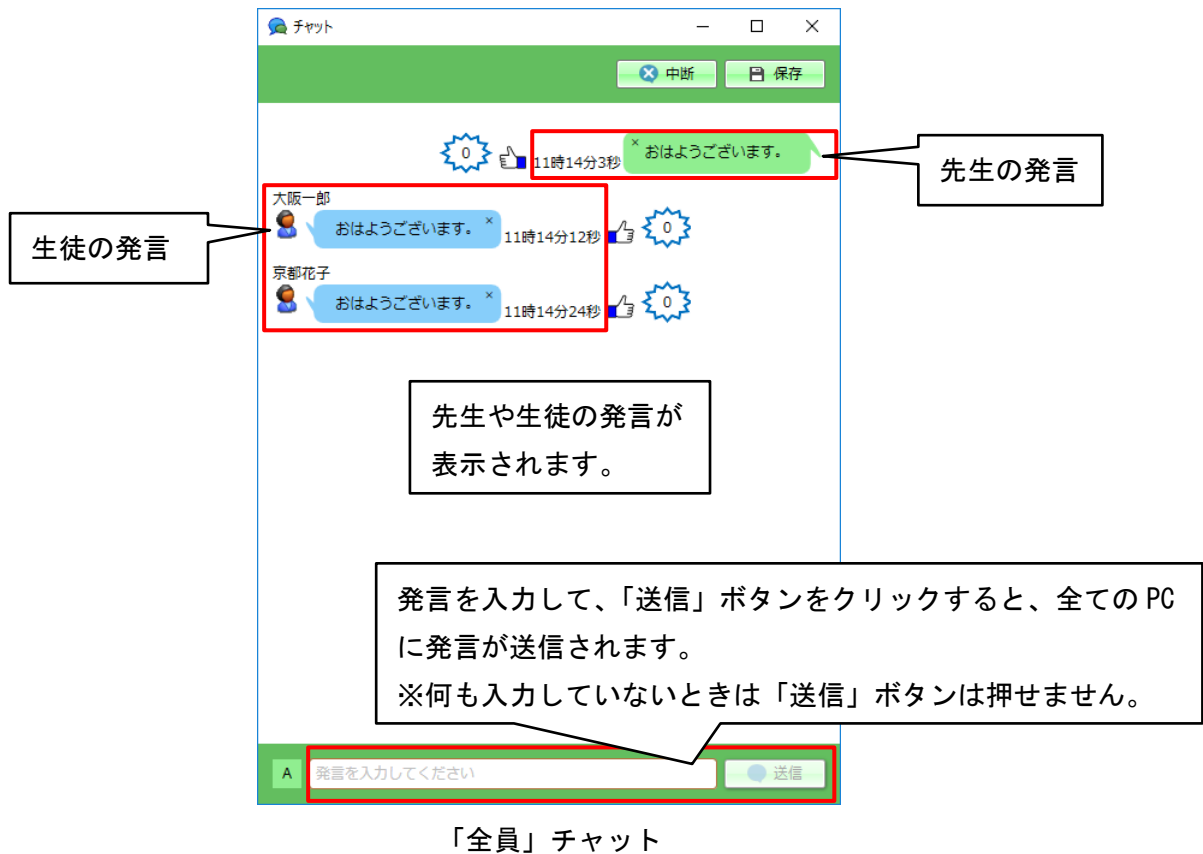 チャット
中断
保存
0
11時14分3秒
× おはようございます。
先生の発言
大阪一郎
おはようございます。 ×
11時14分12秒
0
生徒の発言
京都花子
おはようございます。 ×
11時14分24秒
0
先生や生徒の発言が
表示されます。
発言を入力して、「送信」ボタンをクリックすると、全ての PC
に発言が送信されます。
※何も入力していないときは「送信」ボタンは押せません。
A
発言を入力してください
送信
「全員」チャット